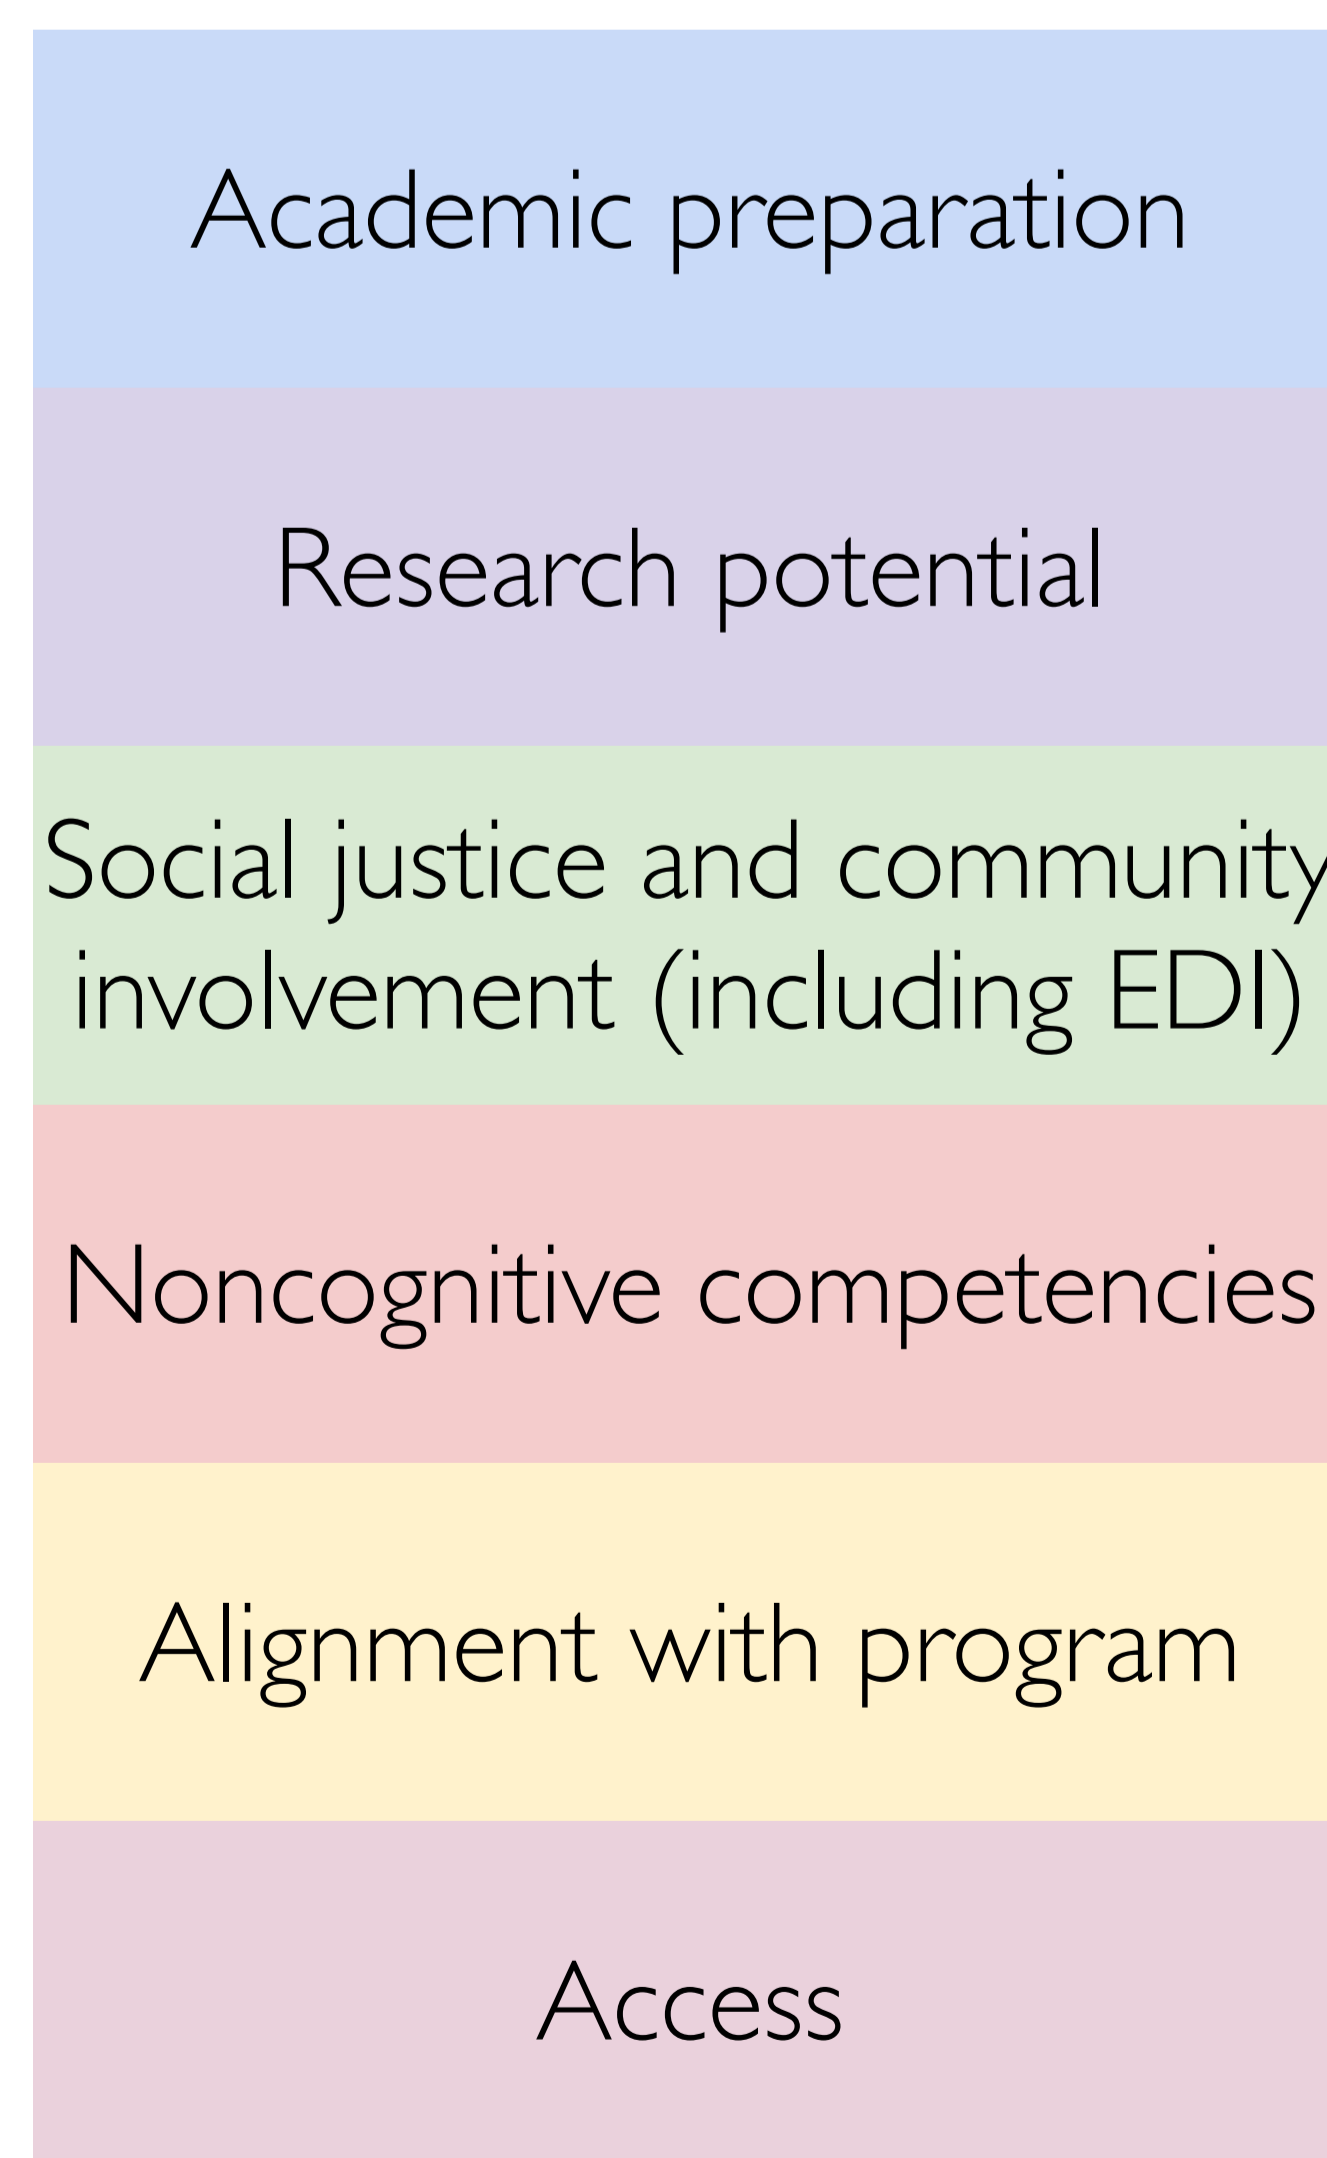 Academic preparation
Research potential
Social justice and community
involvement (including EDI)
Noncognitive competencies
Alignment with program
Access